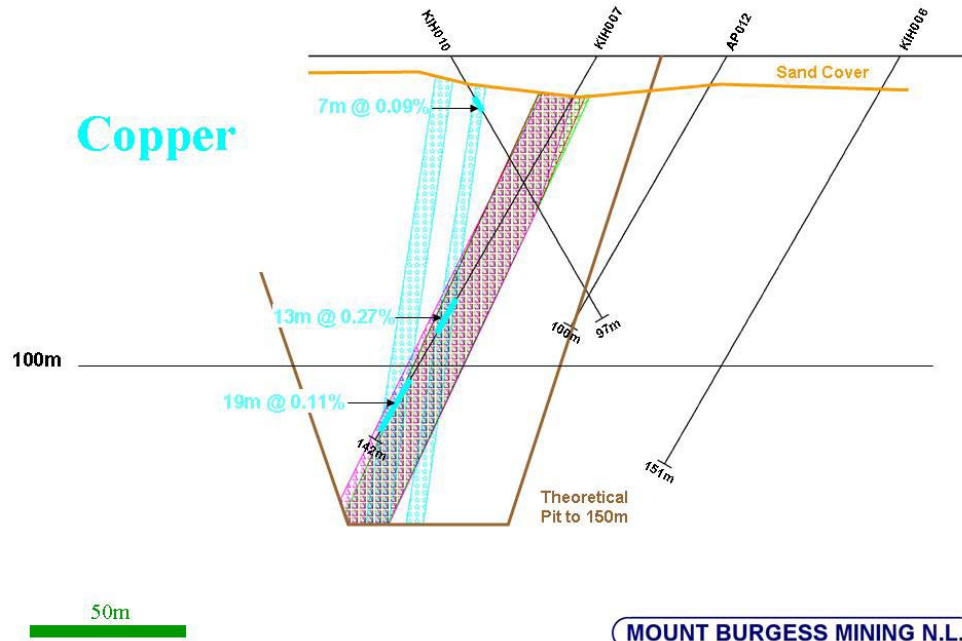 KIH010
KIH007
AP012
KIH006
Sand Cover
7m @ 0.09%
Copper
13m @ 0.27%
100m
97m
100m
19m @ 0.11%
142m
151m
Theoretical
Pit to 150m
50m
MOUNT BURGESS MINING N.L.